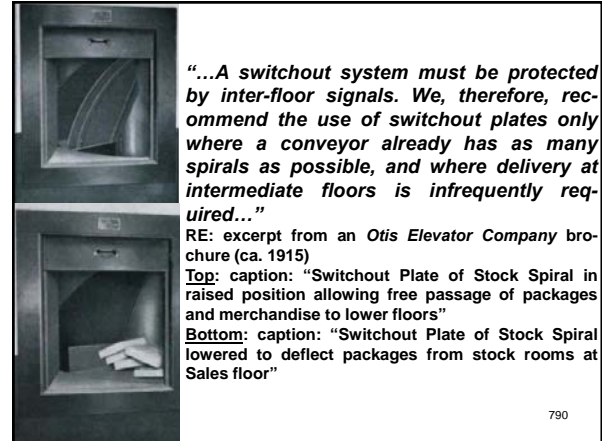 “…A switchout system must be protected
by inter-floor signals. We, therefore, rec-
ommend the use of switchout plates only
where a conveyor already has as many
spirals as possible, and where delivery at
intermediate floors is infrequently req-
uired…”
RE: excerpt from an Otis Elevator Company bro-
chure (ca. 1915)
Top: caption: “Switchout Plate of Stock Spiral in
raised position allowing free passage of packages
and merchandise to lower floors”
Bottom: caption: “Switchout Plate of Stock Spiral
lowered to deflect packages from stock rooms at
Sales floor”
790